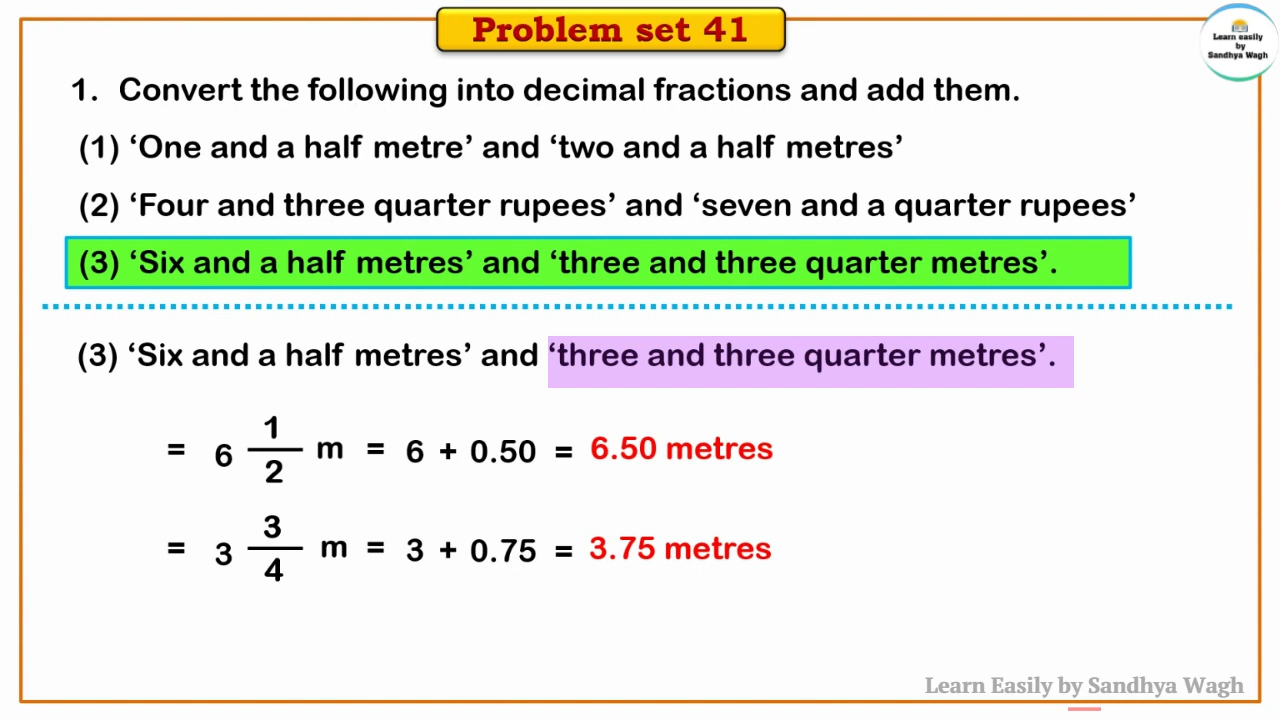 Problem set 41
Learn easily
by
Sandhya Wagh
1. Convert the following into decimal fractions and add them.
(1) ‘One and a half metre’ and ‘two and a half metres’
(2) ‘Four and three quarter rupees’ and ‘seven and a quarter rupees’
(3) ‘Six and a half metres’ and ‘three and three quarter metres’.
(3) ‘Six and a half metres’ and ‘three and three quarter metres’.
= 6 1/2 m = 6 + 0.50 = 6.50 metres
= 3 3/4 m = 3 + 0.75 = 3.75 metres
Learn Easily by Sandhya Wagh